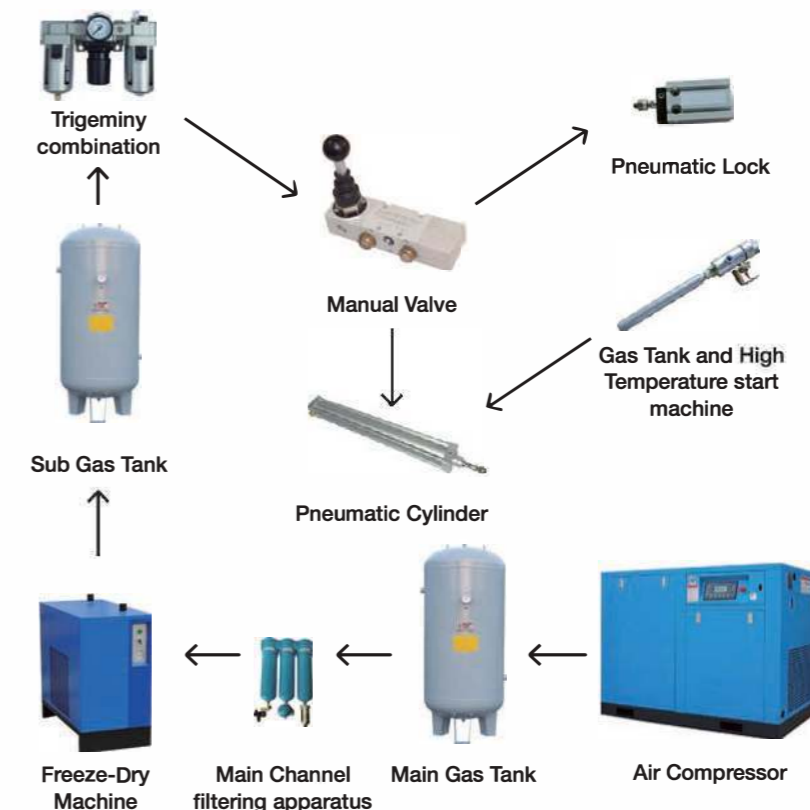 Trigeminy
combination
Pneumatic Lock
Manual Valve
Gas Tank and High
Temperature start
machine
Sub Gas Tank
Pneumatic Cylinder
Freeze-Dry
Machine
Main Channel
filtering apparatus
Main Gas Tank
Air Compressor